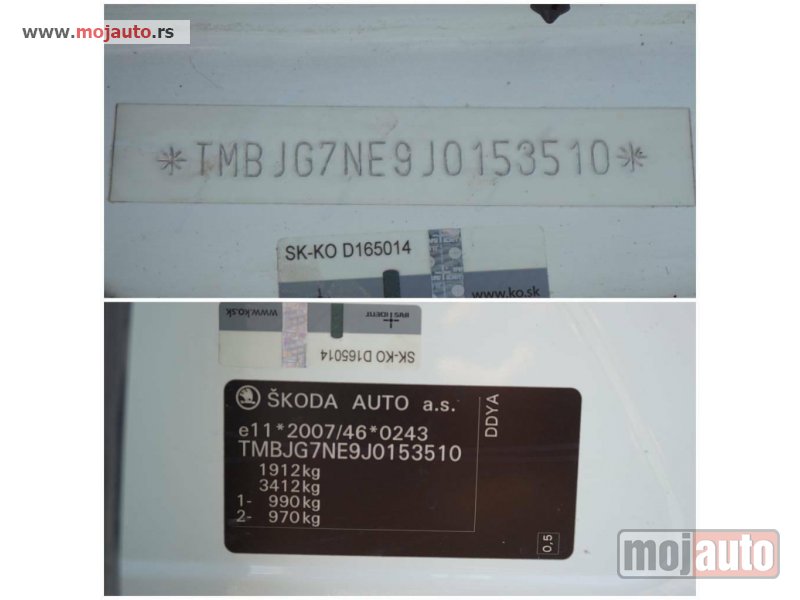 www.mojauto.rs
*TMBJG7NE9J0153510*
SK-KO D165014
www.ko.sk
www.ko.sk
SK-KO D165014
ŠKODA AUTO a.s.
e11*2007/46*0243
TMBJG7NE9J0153510
1912kg
3412kg
1- 990kg
2- 970kg
DDYA
0,5
mojauto